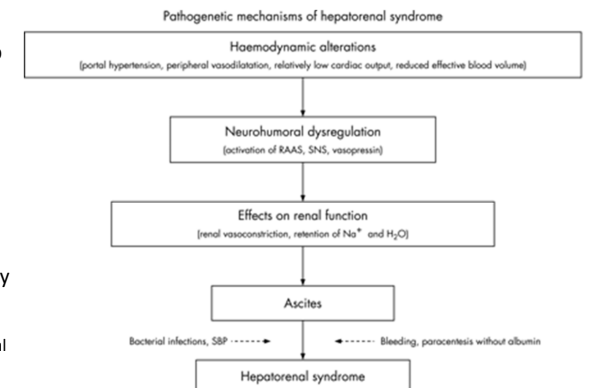 Pathogenetic mechanisms of hepatorenal syndrome
Haemodynamic alterations
(portal hypertension, peripheral vasodilatation, relatively low cardiac output, reduced effective blood volume)
Neurohumoral dysregulation
(activation of RAAS, SNS, vasopressin)
Effects on renal function
(renal vasoconstriction, retention of Na⁺ and H₂O)
y
Ascites
Bacterial infections, SBP
Bleeding, paracentesis without albumin
Hepatorenal syndrome